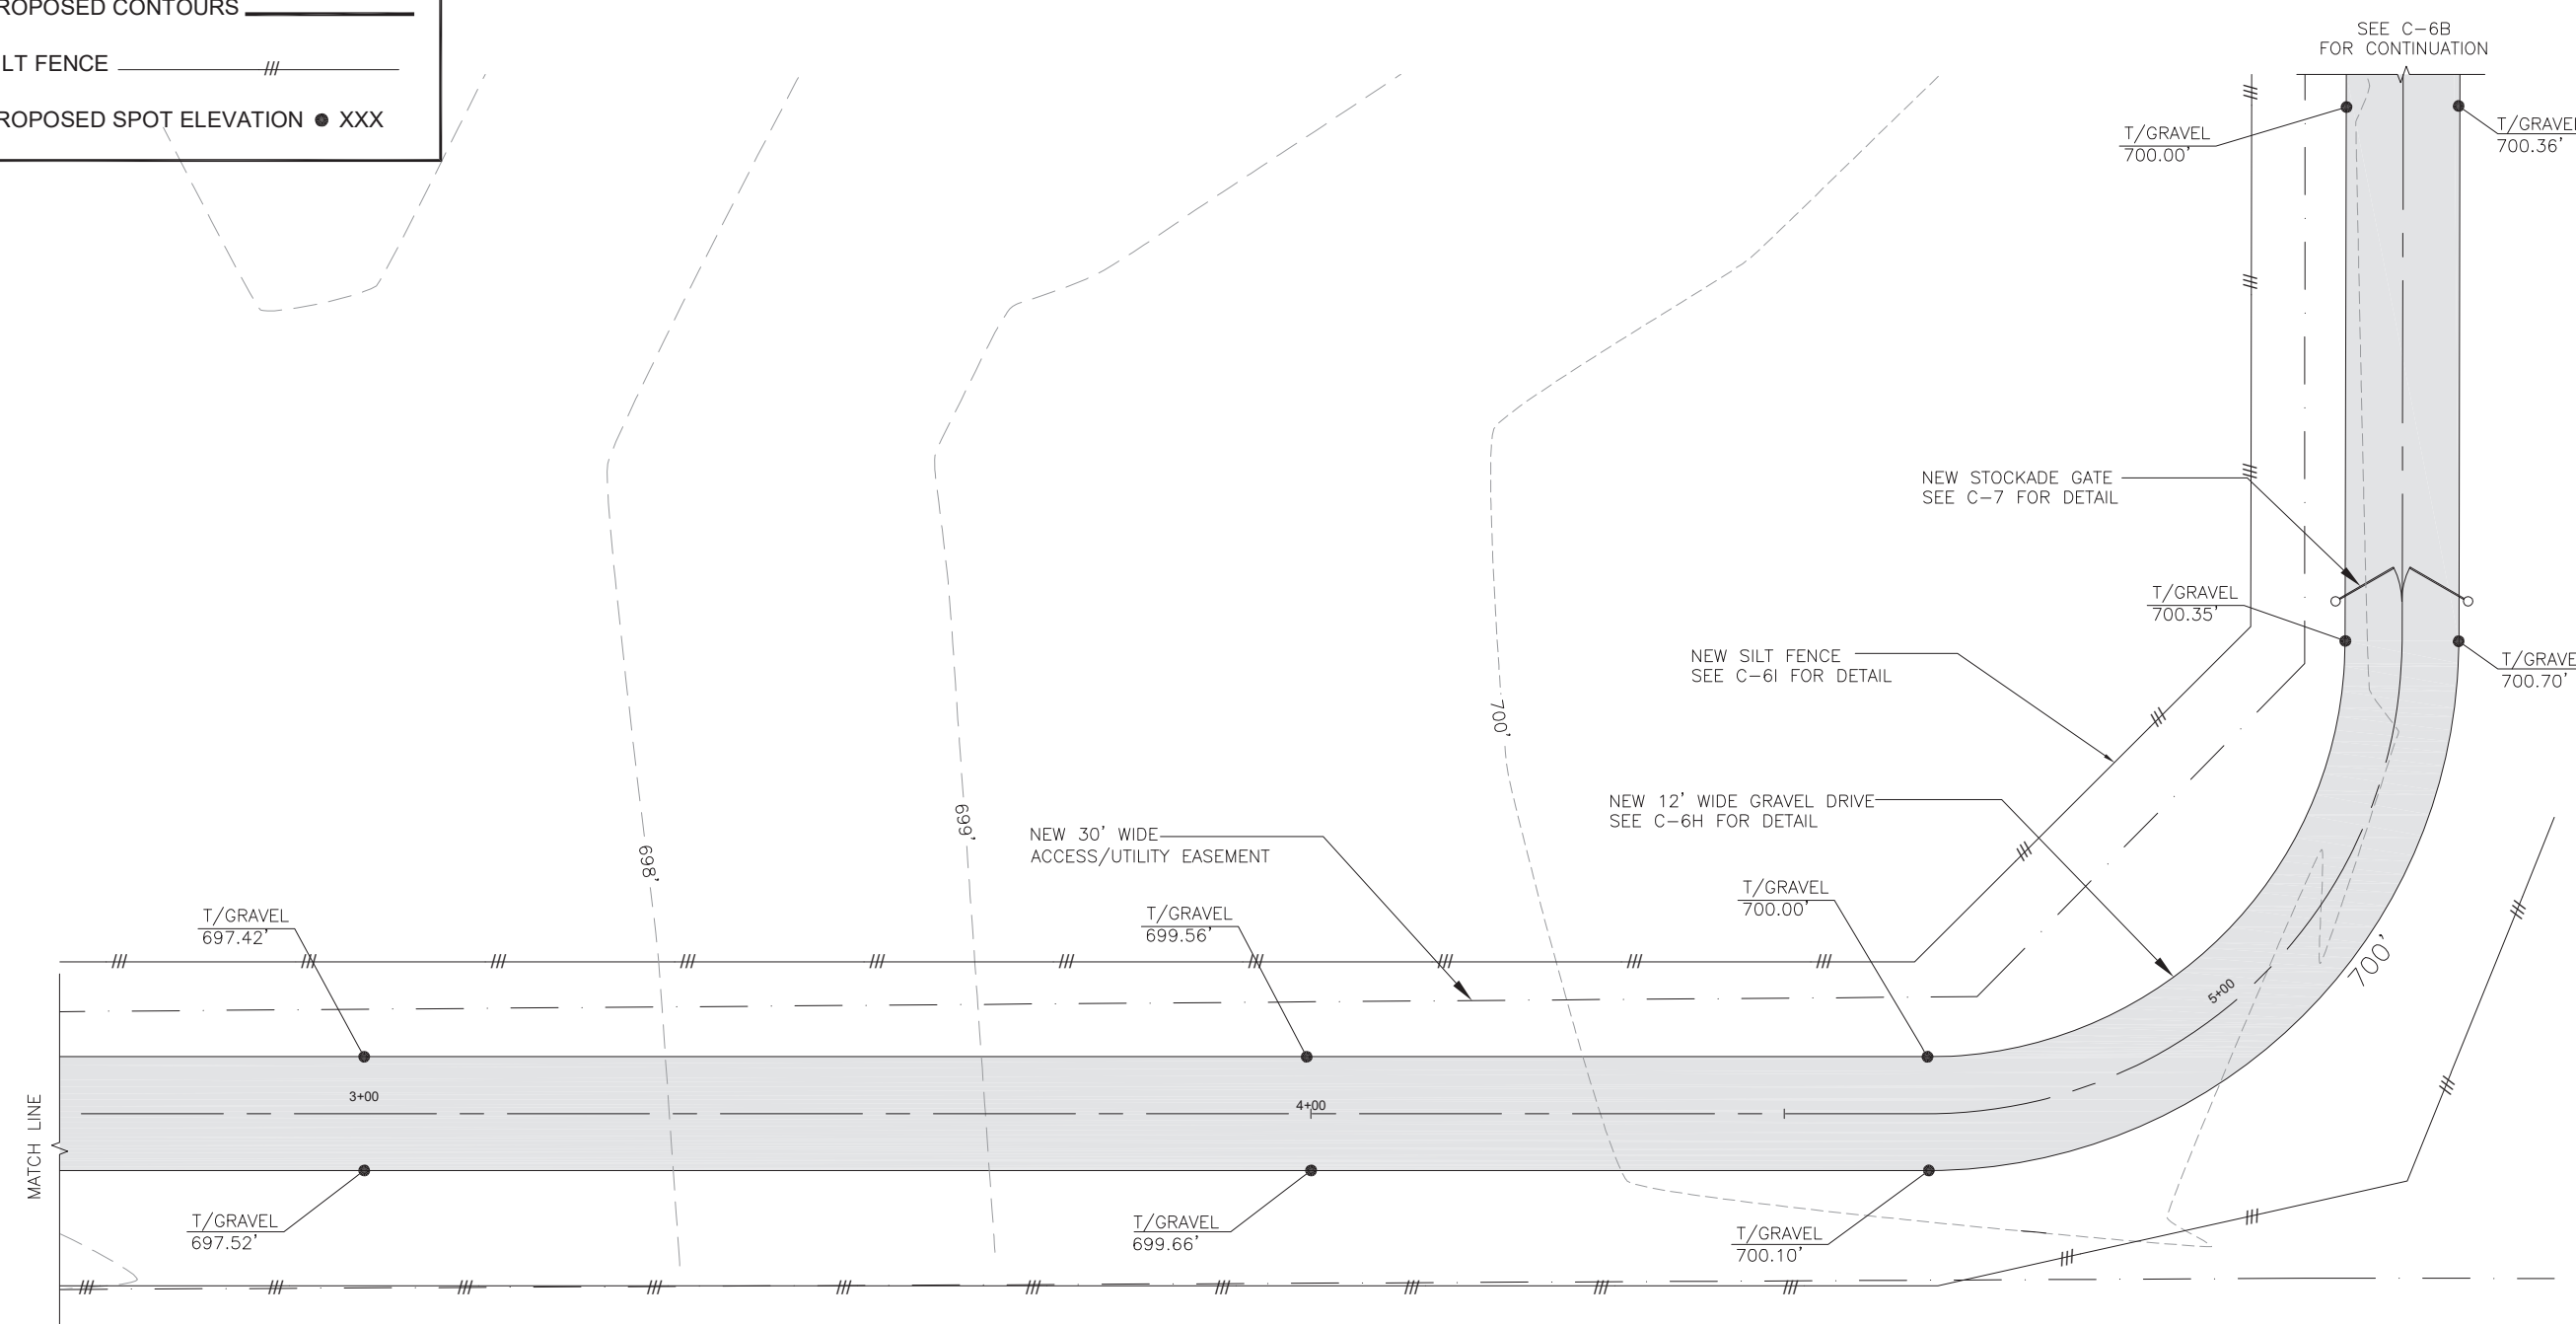 ROPOSED CONTOURS
LT FENCE
ROPOSED SPOT ELEVATION ● XXX
SEE C-6B
FOR CONTINUATION
T/GRAVEL
700.00'
T/GRAVEL
700.36'
NEW STOCKADE GATE
SEE C-7 FOR DETAIL
T/GRAVEL
700.35'
T/GRAVE
700.70'
NEW SILT FENCE
SEE C-6I FOR DETAIL
700'
NEW 12' WIDE GRAVEL DRIVE
SEE C-6H FOR DETAIL
NEW 30' WIDE
ACCESS/UTILITY EASEMENT
699'
698'
T/GRAVEL
697.42'
T/GRAVEL
699.56'
T/GRAVEL
700.00'
700'
5+00
3+00
4+00
MATCH LINE
T/GRAVEL
697.52'
T/GRAVEL
699.66'
T/GRAVEL
700.10'